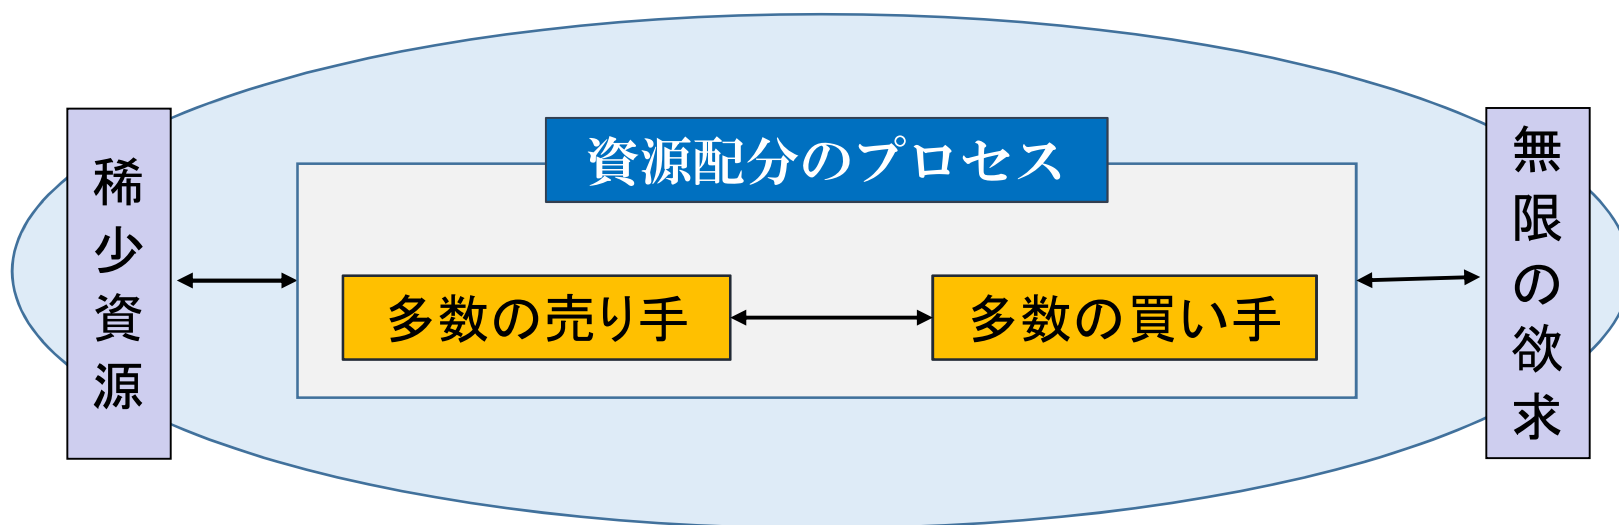 稀少資源
資源配分のプロセス
多数の売り手
多数の買い手
無限の欲求